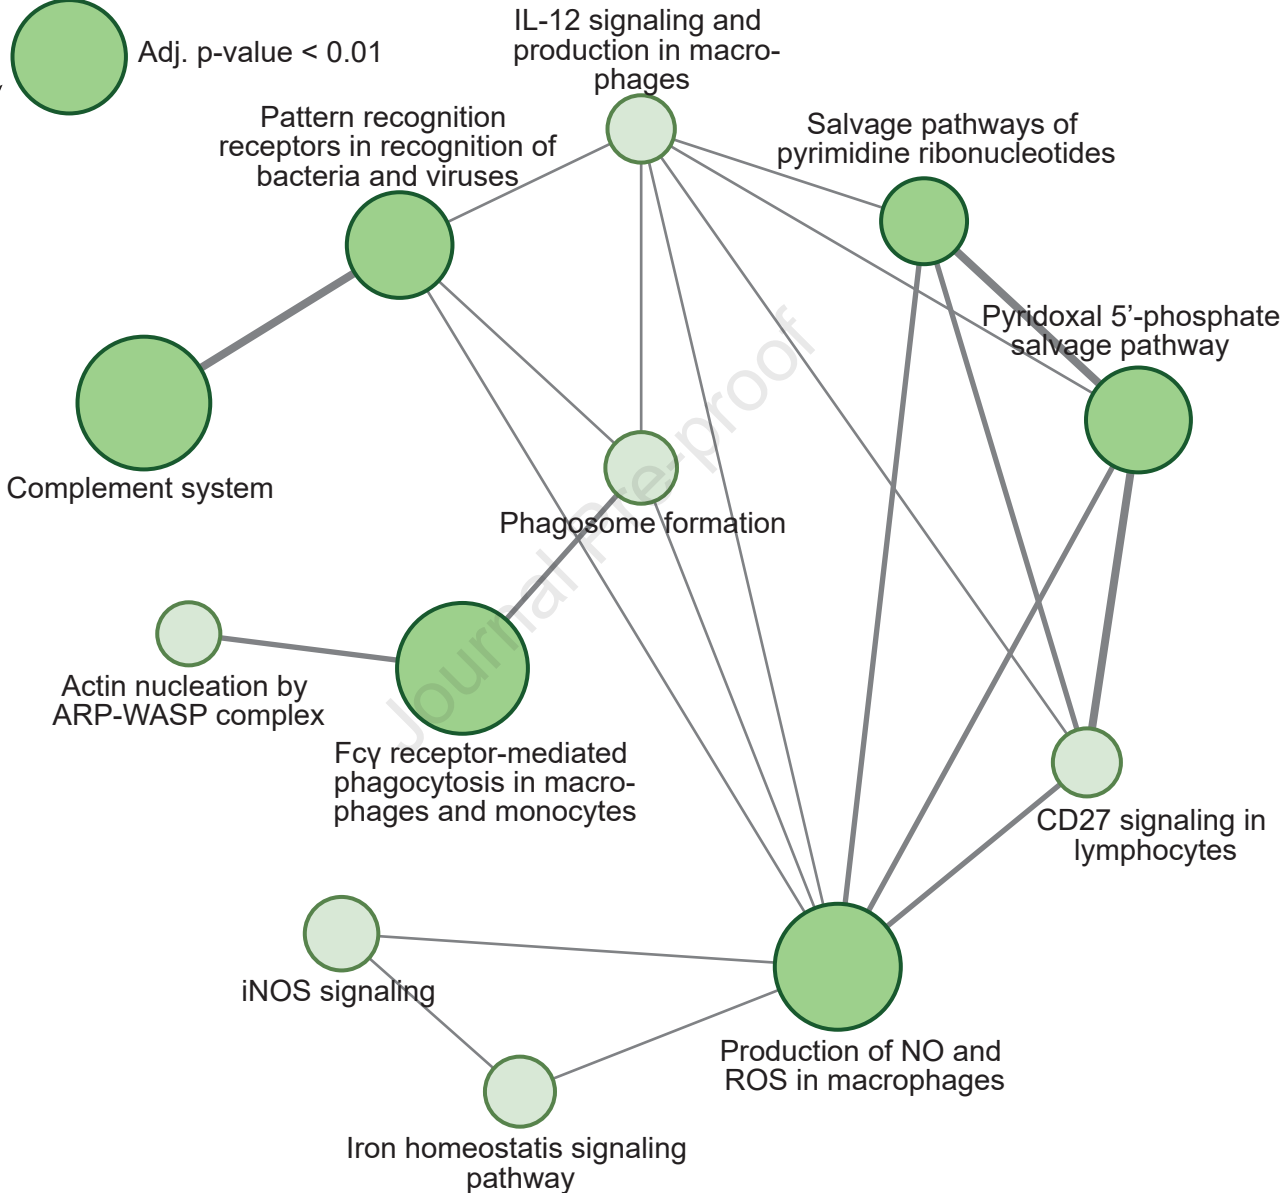 Adj. p-value < 0.01
IL-12 signaling and
production in macro-
phages
Pattern recognition
receptors in recognition of
bacteria and viruses
Salvage pathways of
pyrimidine ribonucleotides
Pyridoxal 5’-phosphate
salvage pathway
Complement system
Phagosome formation
Journal Pre-proof
Actin nucleation by
ARP-WASP complex
Fcγ receptor-mediated
phagocytosis in macro-
phages and monocytes
CD27 signaling in
lymphocytes
iNOS signaling
Production of NO and
ROS in macrophages
Iron homeostatis signaling
pathway